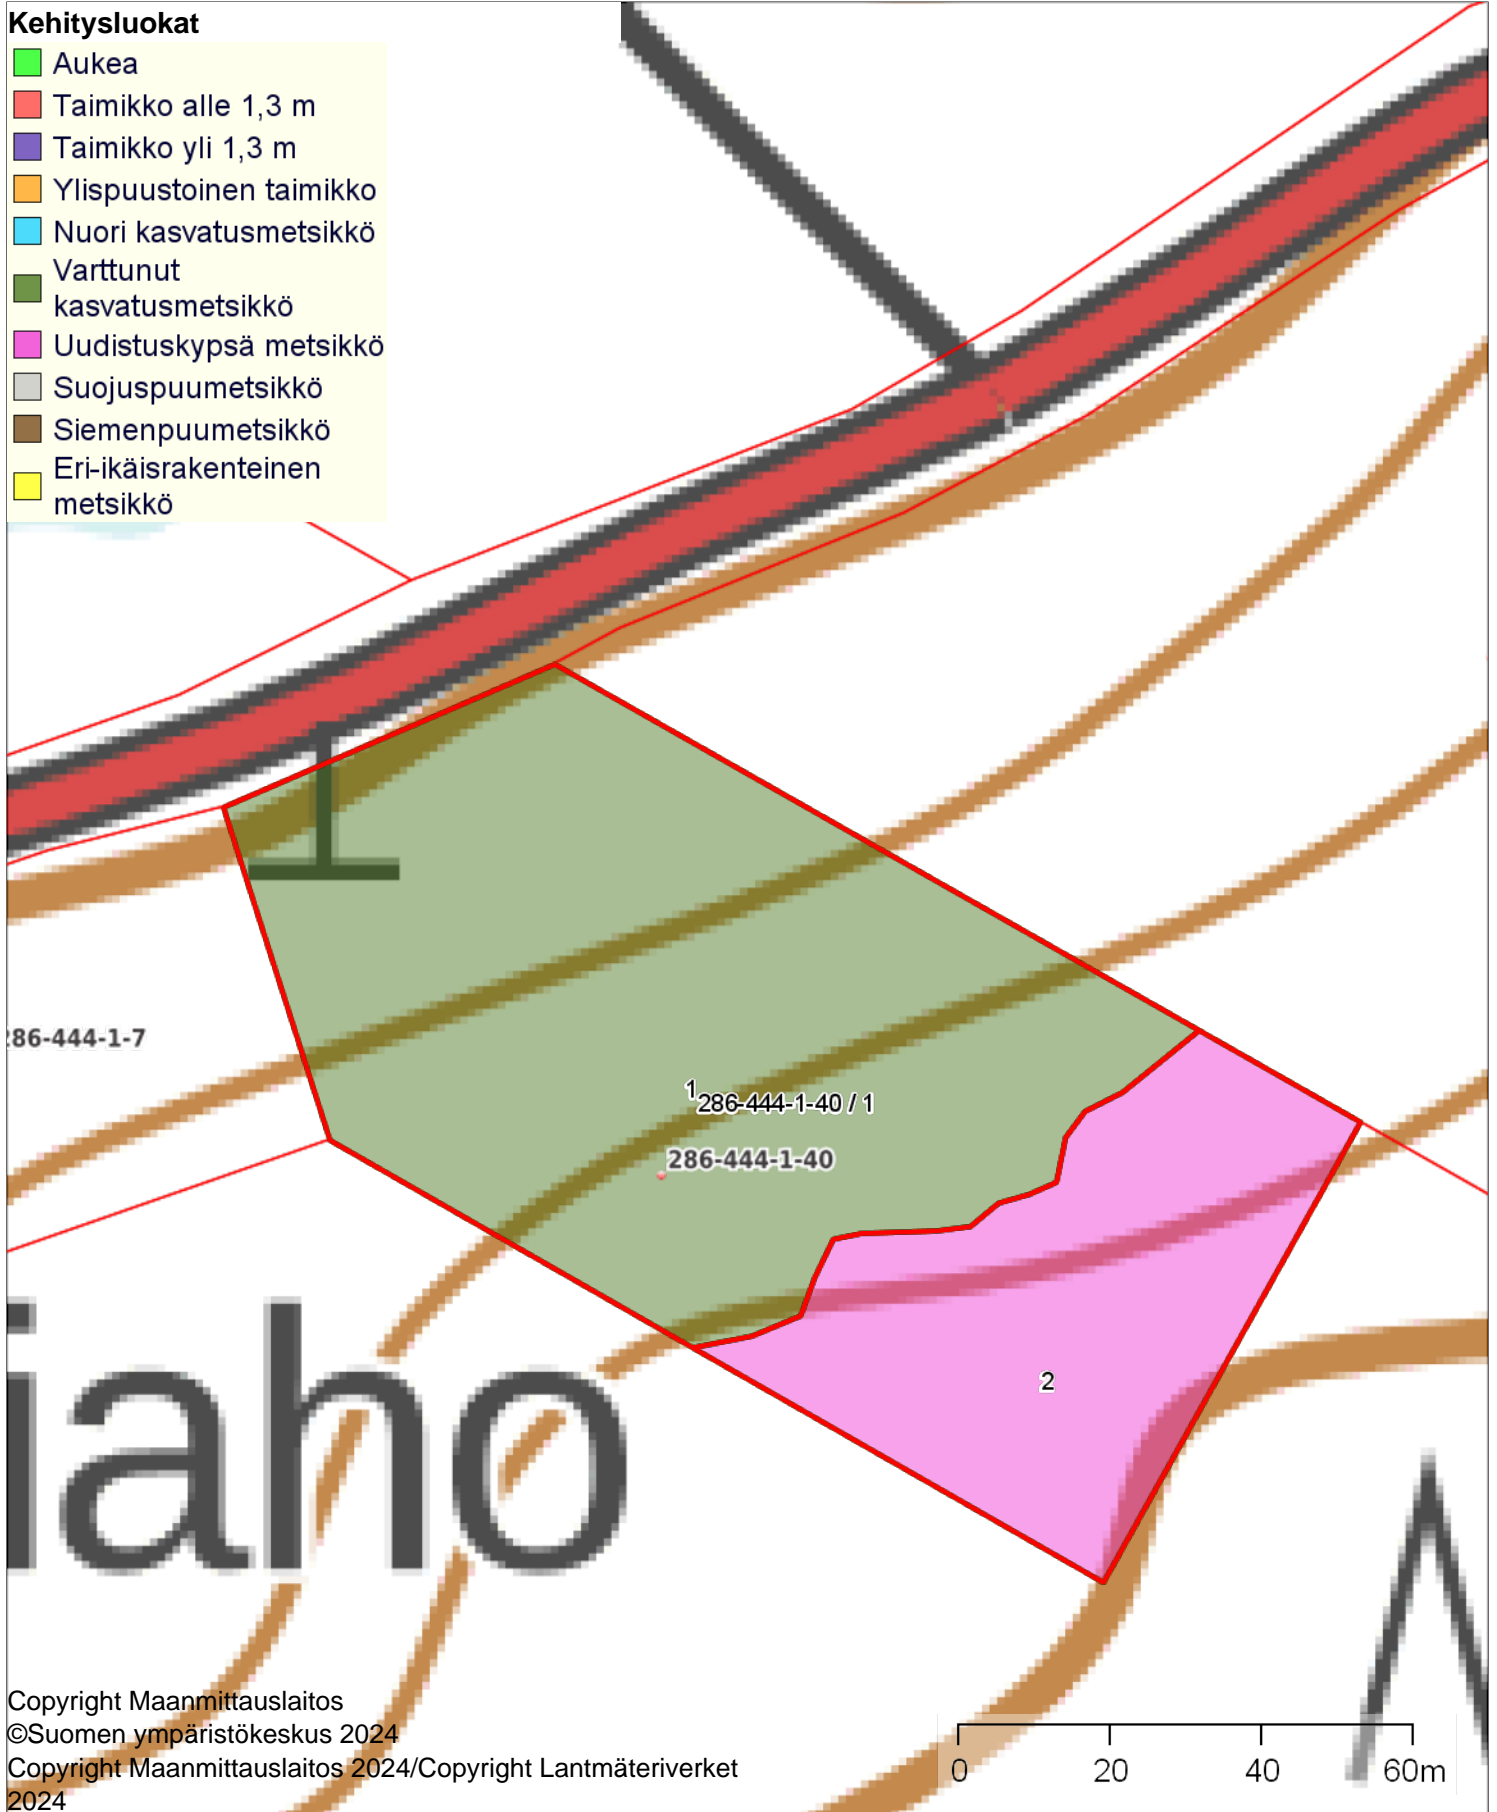 Kehitysluokat
Aukea
Taimikko alle 1,3 m
Taimikko yli 1,3 m
Ylispuustoinen taimikko
Nuori kasvatusmetsikkö
Varttunut
kasvatusmetsikkö
Uudistuskypsä metsikkö
Suojuspuumetsikkö
Siemenpuumetsikkö
Eri-ikäisrakenteinen
metsikkö
286-444-1-7
1
286-444-1-40 / 1
286-444-1-40
iaho
2
Copyright Maanmittauslaitos
©Suomen ympäristökeskus 2024
Copyright Maanmittauslaitos 2024/Copyright Lantmäteriverket
2024
0 20 40 60m